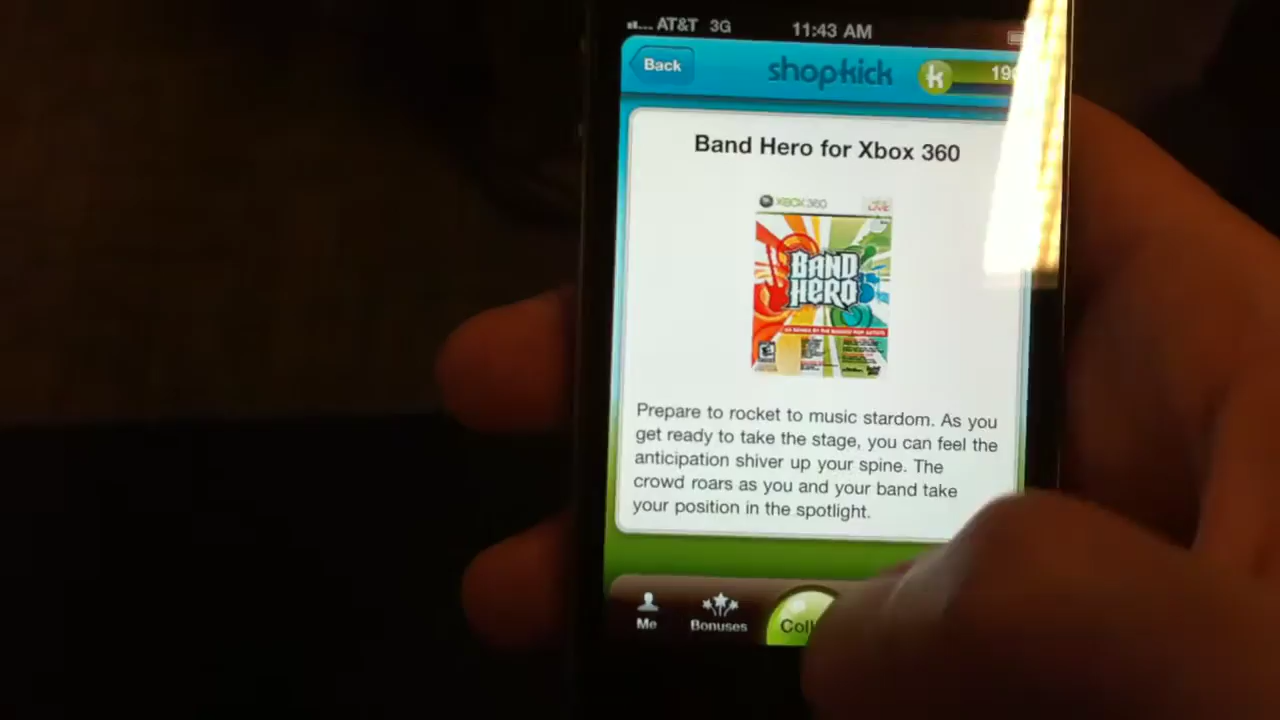 AT&T 3G 11:43 AM
Back shopkick k
Band Hero for Xbox 360
XBOX 360 LIVE
BAND
HERO
Prepare to rocket to music stardom. As you
get ready to take the stage, you can feel the
anticipation shiver up your spine. The
crowd roars as you and your band take
your position in the spotlight.
Me Bonuses Coll